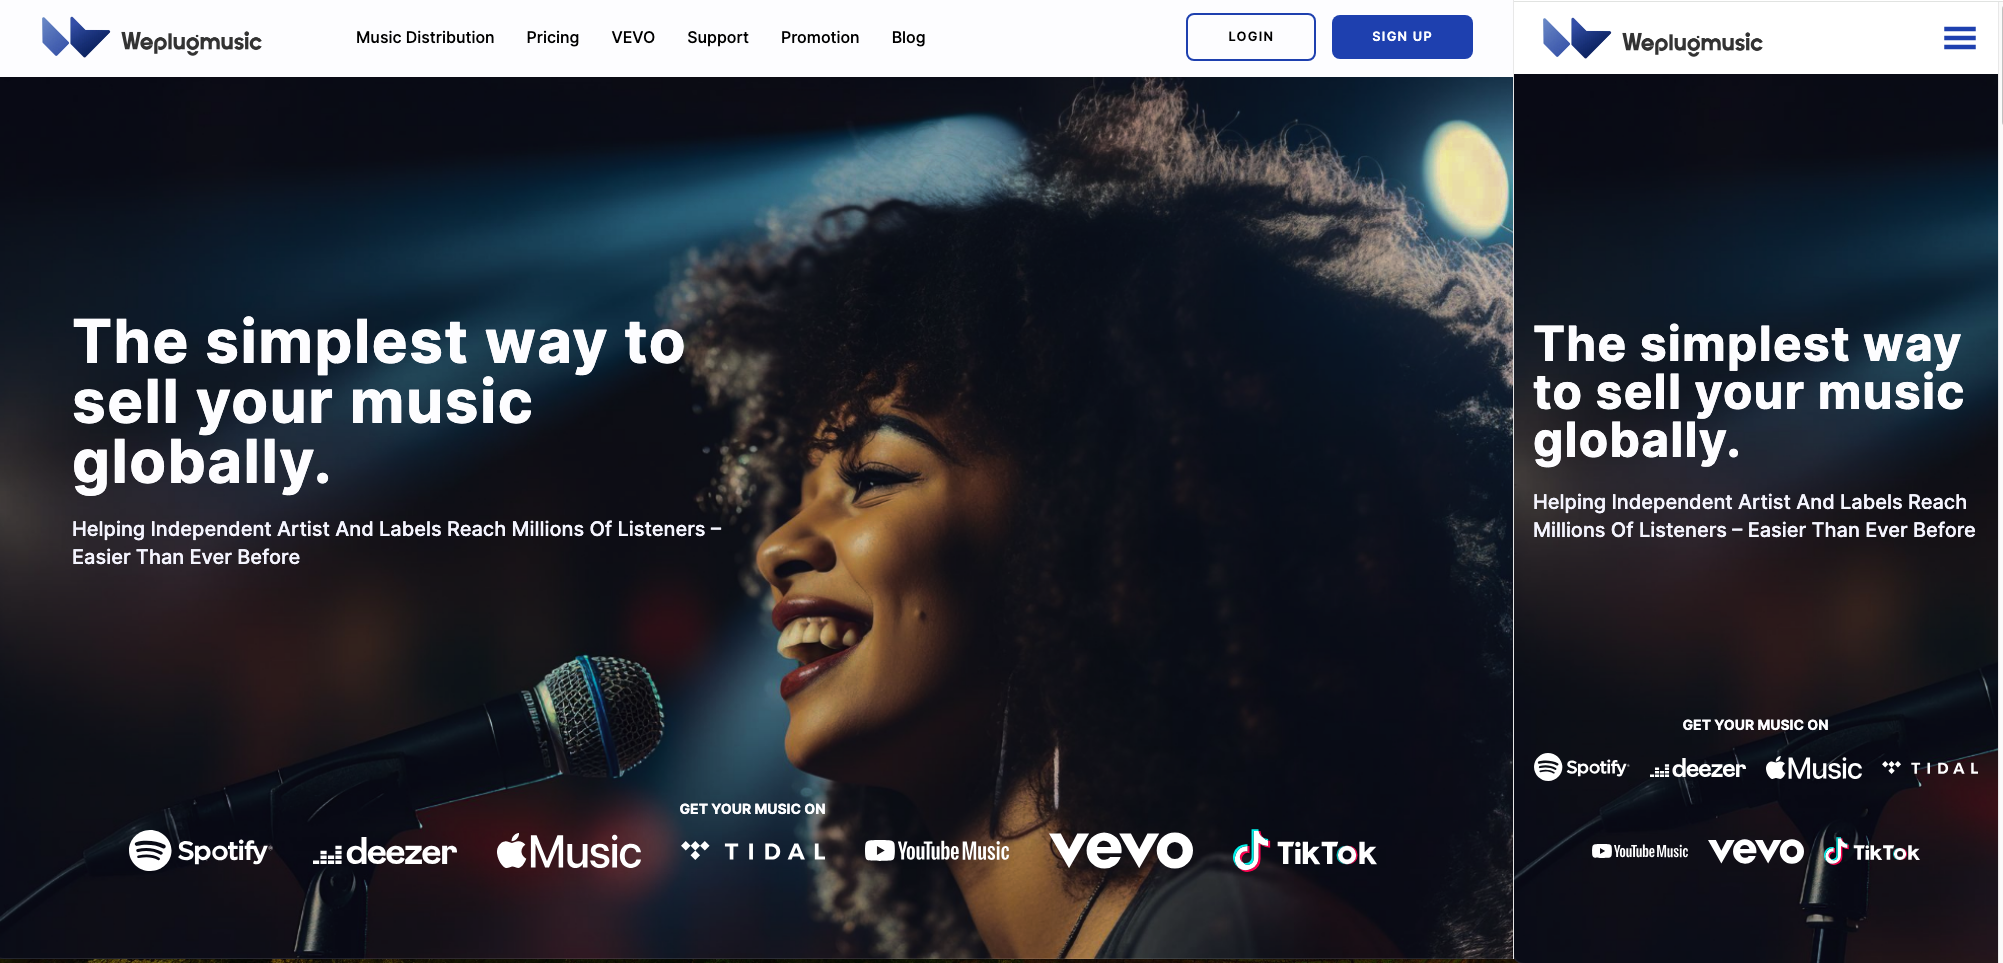 Weplugmusic
Music Distribution Pricing VEVO Support Promotion Blog
LOGIN
SIGN UP
The simplest way to
sell your music
globally.
Helping Independent Artist And Labels Reach Millions Of Listeners –
Easier Than Ever Before
GET YOUR MUSIC ON
Spotify deezer Music TIDAL YouTube Music vevo TikTok
Weplugmusic
The simplest way
to sell your music
globally.
Helping Independent Artist And Labels Reach
Millions Of Listeners – Easier Than Ever Before
GET YOUR MUSIC ON
Spotify deezer Music TIDAL
YouTube Music vevo TikTok